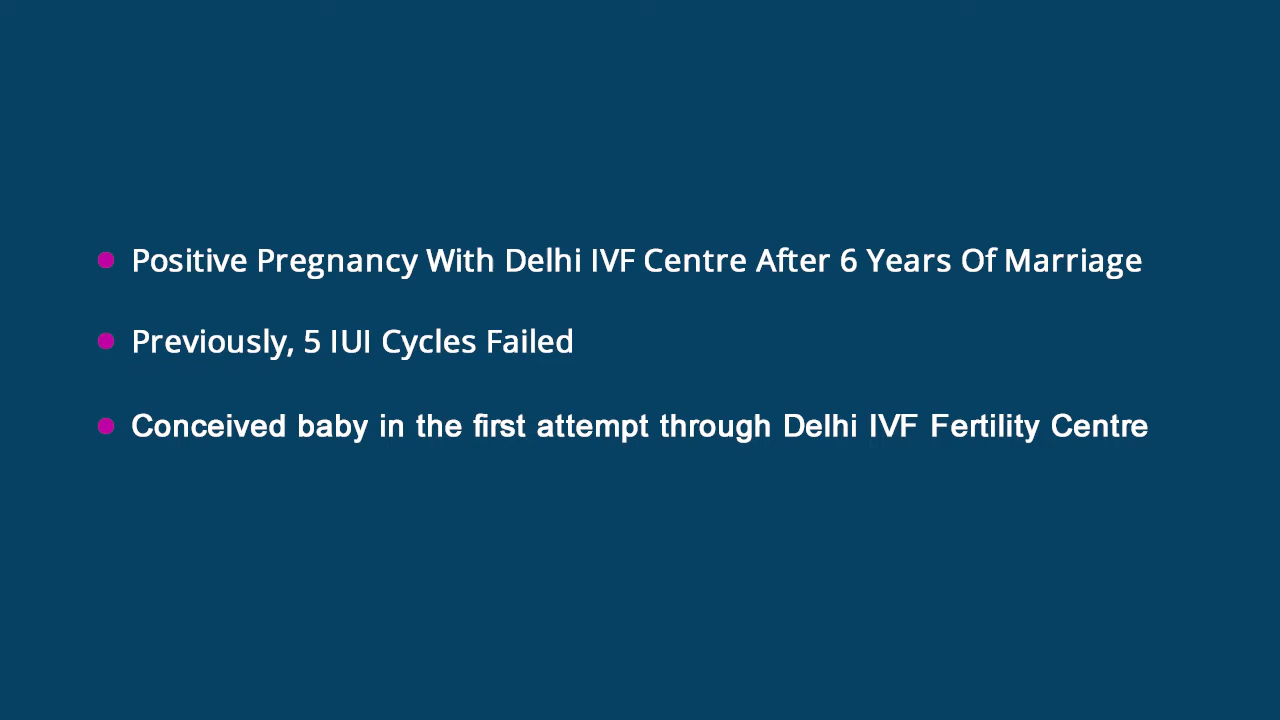 Positive Pregnancy With Delhi IVF Centre After 6 Years Of Marriage
Previously, 5 IUI Cycles Failed
Conceived baby in the first attempt through Delhi IVF Fertility Centre